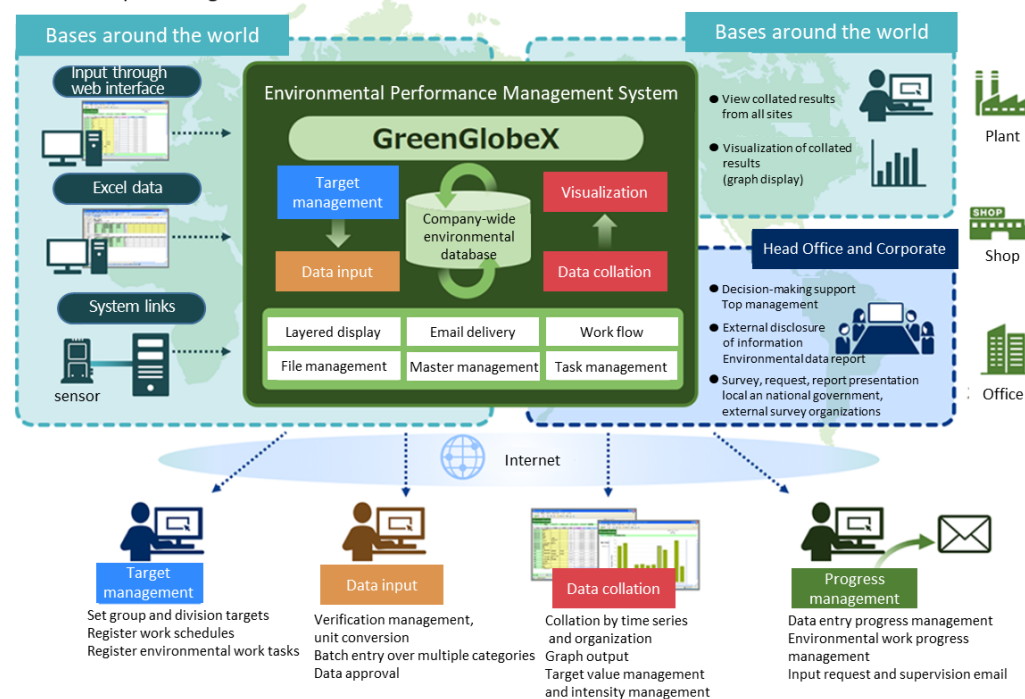 Bases around the world
Input through
web interface
Excel data
System links
sensor
Environmental Performance Management System
GreenGlobeX
Target
management
Data input
Company-wide
environmental
database
Visualization
Data collation
Layered display
Email delivery
Work flow
File management
Master management
Task management
Bases around the world
● View collated results
from all sites
● Visualization of collated
results
(graph display)
Head Office and Corporate
● Decision-making support
Top management
● External disclosure
of information
Environmental data report
● Survey, request, report presentation
local an national government,
external survey organizations
Plant
SHOP
Shop
Office
Internet
Target
management
Set group and division targets
Register work schedules
Register environmental work tasks
Data input
Verification management,
unit conversion
Batch entry over multiple categories
Data approval
Data collation
Collation by time series
and organization
Graph output
Target value management
and intensity management
Progress
management
Data entry progress management
Environmental work progress
management
Input request and supervision email